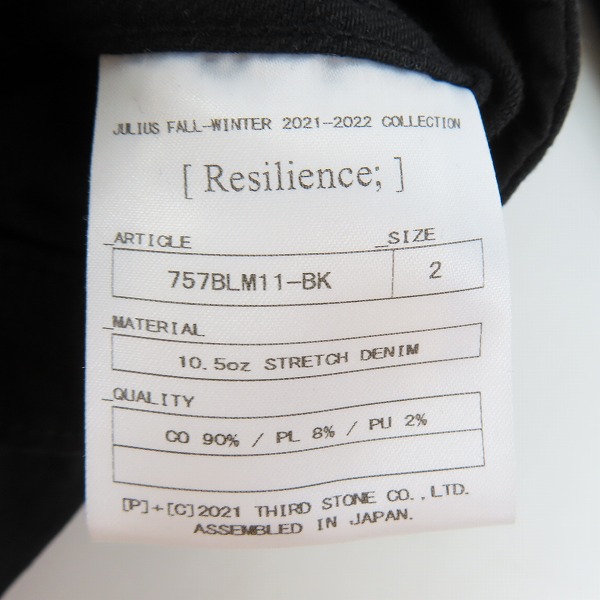 JULIUS FALL-WINTER 2021-2022 COLLECTION
[ Resilience; ]
_ARTICLE _SIZE
757BLM11-BK 2
_MATERIAL
10.5oz STRETCH DENIM
_QUALITY
CO 90% / PL 8% / PU 2%
[P]+[C]2021 THIRD STONE CO.,LTD.
ASSEMBLED IN JAPAN.